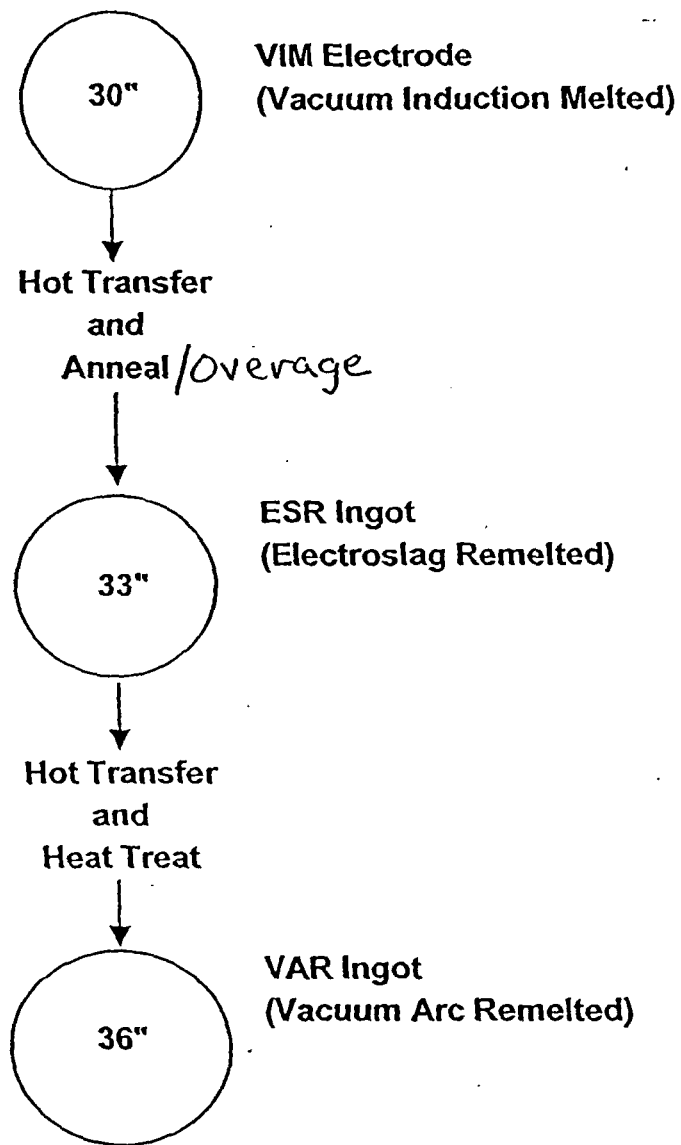 30"
VIM Electrode
(Vacuum Induction Melted)
Hot Transfer
and
Anneal/Overage
33"
ESR Ingot
(Electroslag Remelted)
Hot Transfer
and
Heat Treat
36"
VAR Ingot
(Vacuum Arc Remelted)